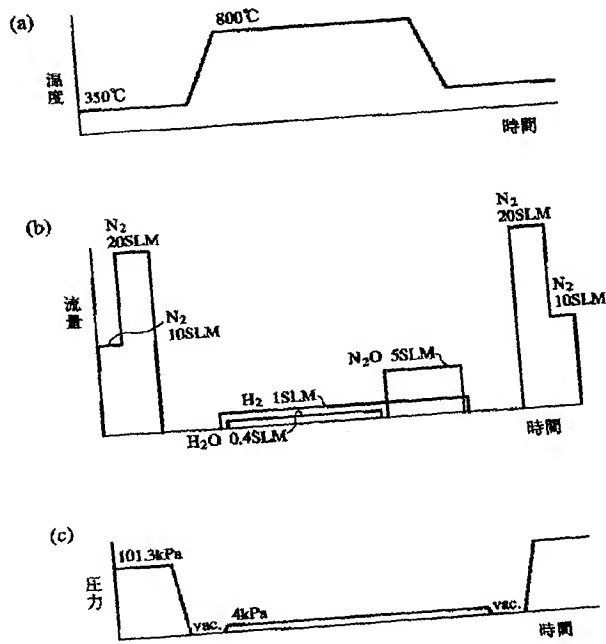 (a)
800℃
温度
350℃
時間
(b)
N₂
20SLM
N₂
20SLM
流量
N₂
10SLM
N₂
10SLM
N₂O 5SLM
H₂ 1SLM
H₂O 0.4SLM
時間
(c)
101.3kPa
圧力
vac.
4kPa
vac.
時間